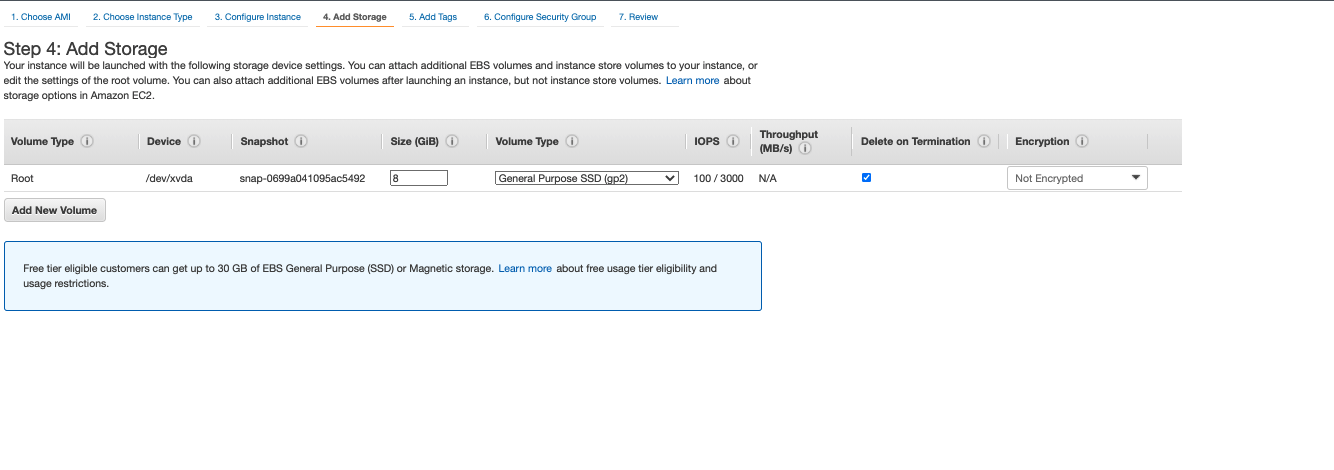 1. Choose AMI 2. Choose Instance Type 3. Configure Instance 4. Add Storage 5. Add Tags 6. Configure Security Group 7. Review
Step 4: Add Storage
Your instance will be launched with the following storage device settings. You can attach additional EBS volumes and instance store volumes to your instance, or
edit the settings of the root volume. You can also attach additional EBS volumes after launching an instance, but not instance store volumes. Learn more about
storage options in Amazon EC2.
Volume Type i Device i Snapshot i Size (GiB) i Volume Type i IOPS i Throughput (MB/s) i Delete on Termination i Encryption i
Root /dev/xvda snap-0699a041095ac5492 8 General Purpose SSD (gp2) 100 / 3000 N/A Not Encrypted
Add New Volume
Free tier eligible customers can get up to 30 GB of EBS General Purpose (SSD) or Magnetic storage. Learn more about free usage tier eligibility and
usage restrictions.